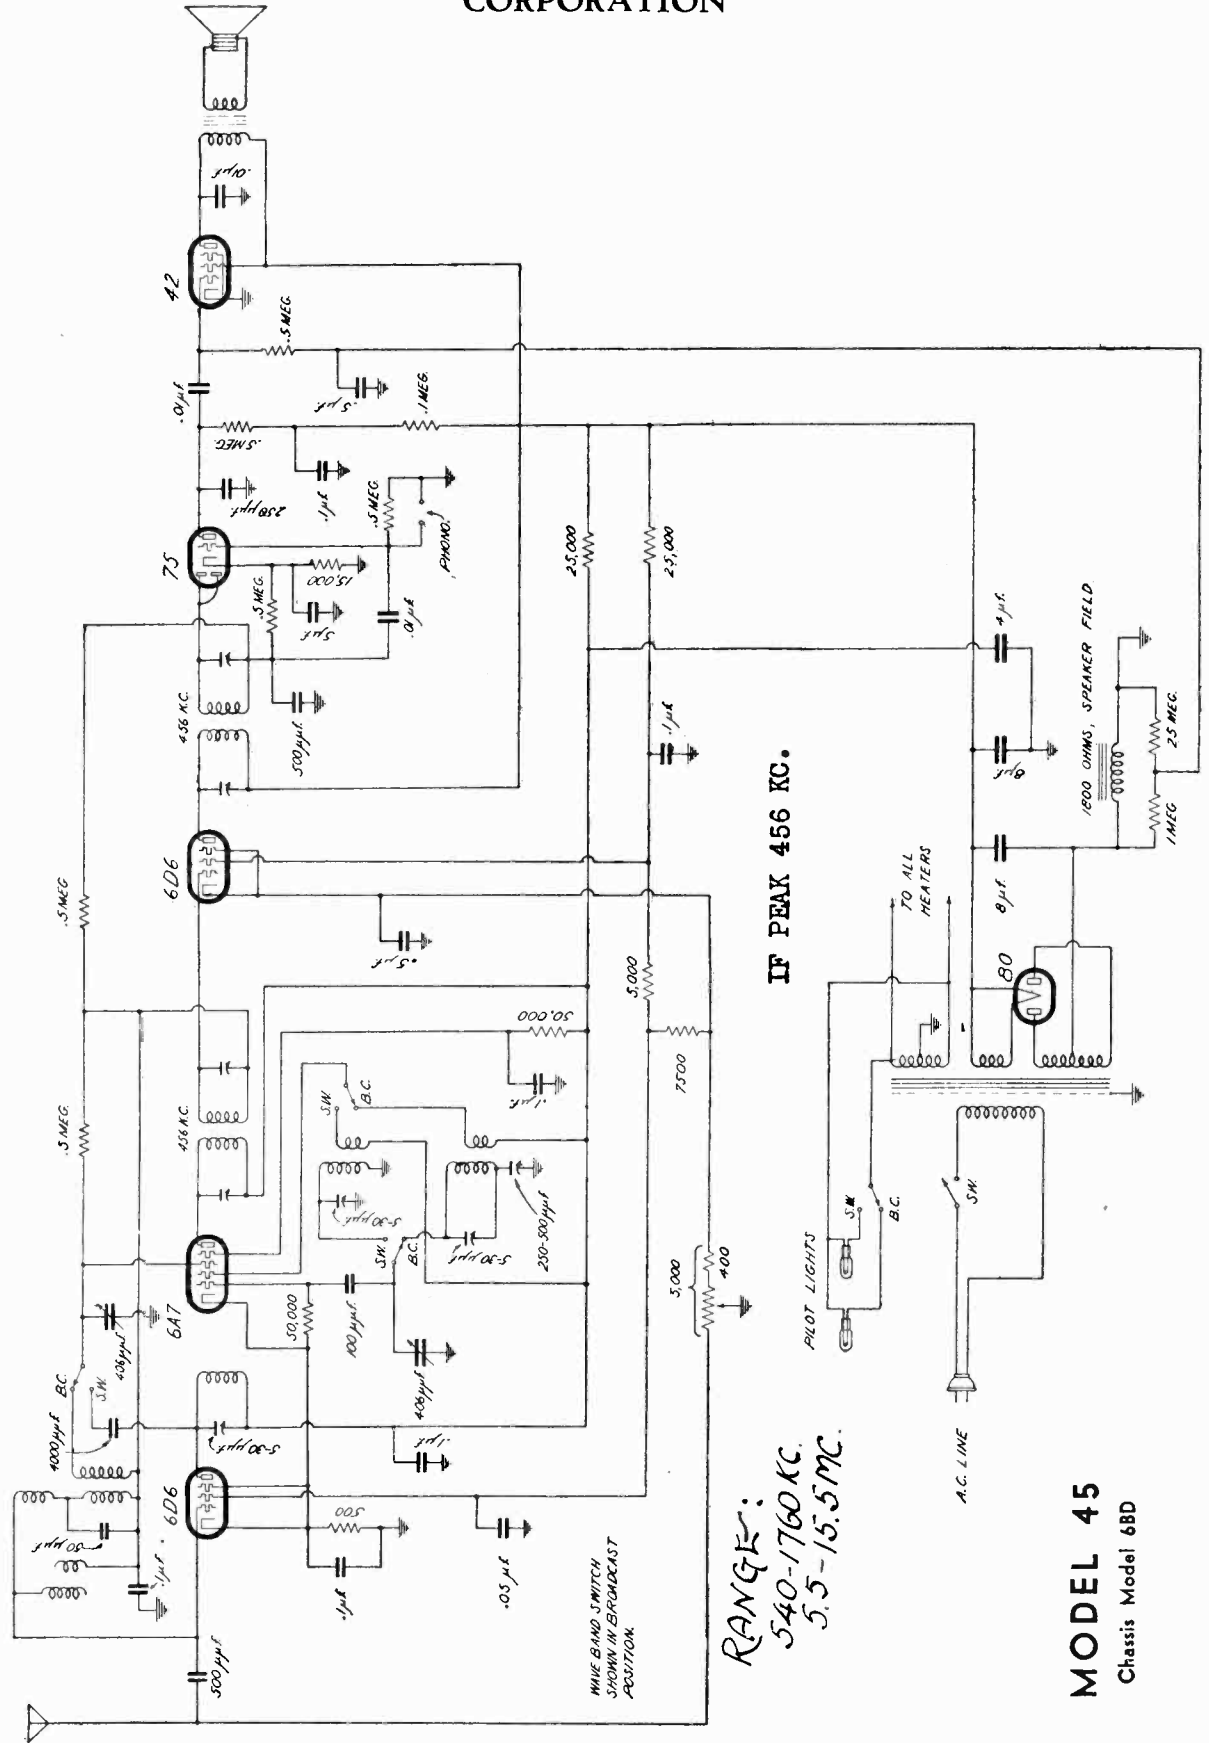 CORPORATION
.01µf.
42
.5 MEG.
.01µf.
.5µf.
.1 MEG.
.5 MEG.
.1µf.
250µµf.
75
.5 MEG.
PHONO.
15,000
.5 MEG.
.5µf.
.01µf.
25,000
25,000
456 K.C.
500µµf.
.1µf.
4µf.
8µf.
1800 OHMS, SPEAKER FIELD
25 MEG.
1 MEG
8µf.
6D6
.5 MEG
.5µf.
IF PEAK 456 KC.
TO ALL
HEATERS
80
5,000
7500
50,000
.1µf.
S.W.
B.C.
.5 MEG.
456 K.C.
5-30µµf.
S.W.
B.C.
5-30µµf.
250-500µµf
6A7
50,000
100µµf
406µµf
406µµf
B.C.
S.W.
4000µµf
5-30µµf.
.1µf.
5,000
400
PILOT LIGHTS
S.W.
B.C.
S.W.
A.C. LINE
6D6
500
.1µf
.05µf
.1µf.
500µµf
WAVE BAND SWITCH
SHOWN IN BROADCAST
POSITION.
RANGE:
540-1760 KC.
5.5-15.5 MC.
MODEL 45
Chassis Model 6BD